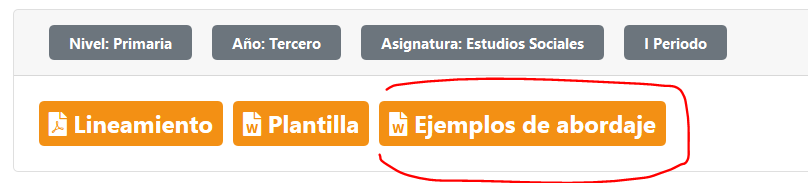 Nivel: Primaria Año: Tercero Asignatura: Estudios Sociales I Periodo
Lineamiento Plantilla Ejemplos de abordaje